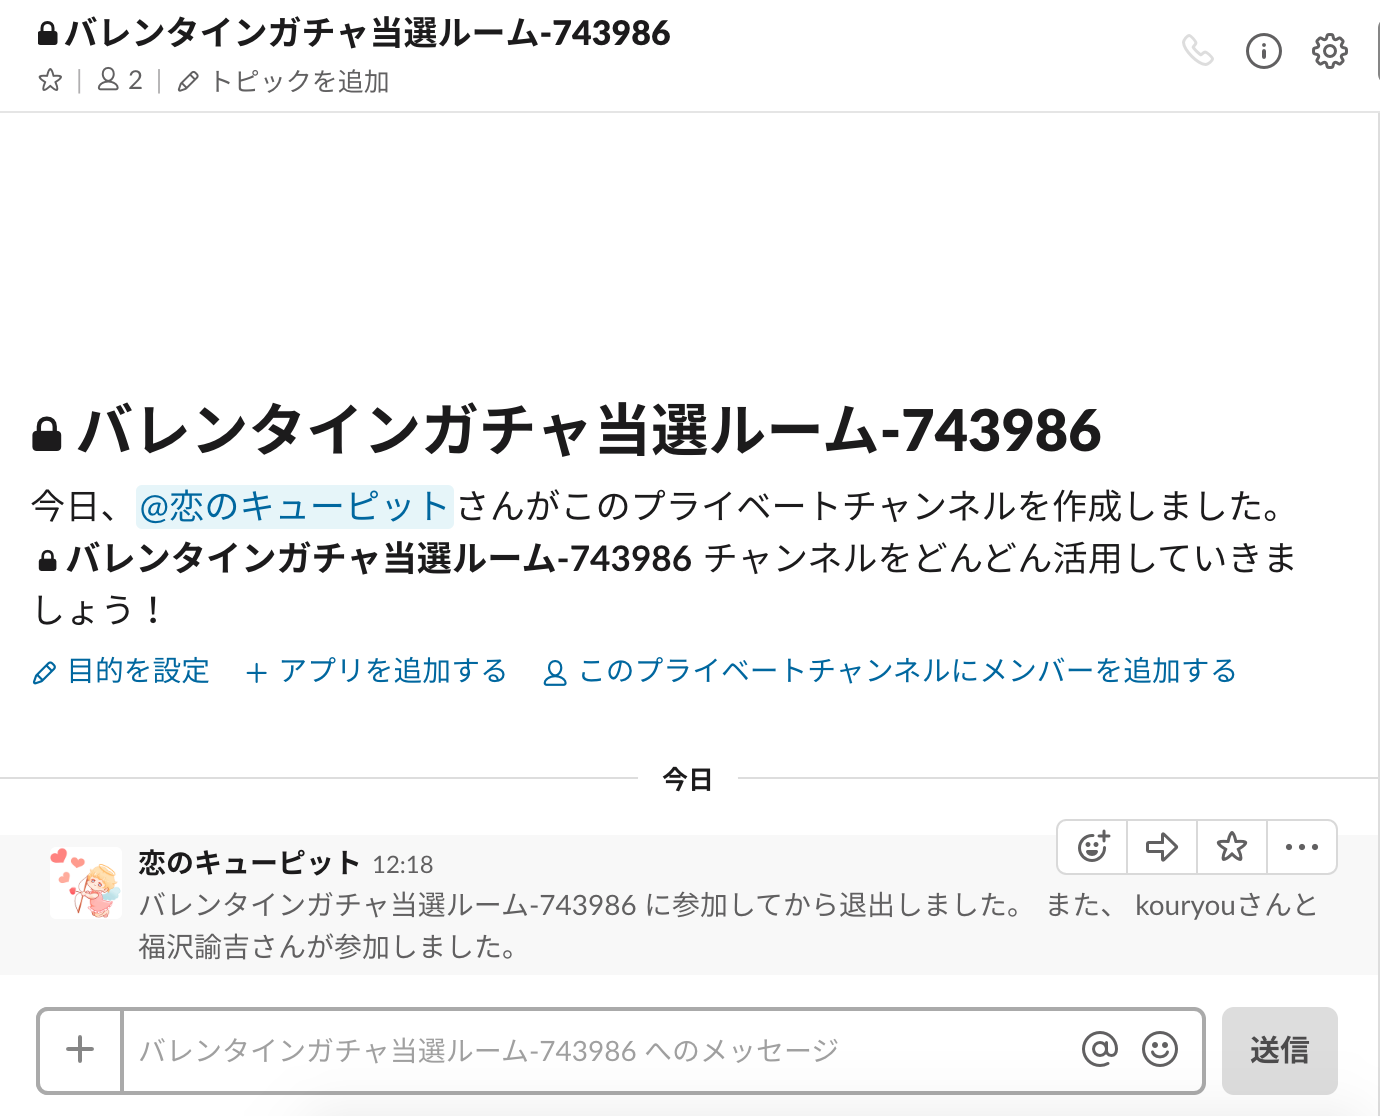 バレンタインガチャ当選ルーム-743986
2 トピックを追加
バレンタインガチャ当選ルーム-743986
今日、@恋のキューピットさんがこのプライベートチャンネルを作成しました。
バレンタインガチャ当選ルーム-743986 チャンネルをどんどん活用していきま
しょう！
目的を設定 + アプリを追加する このプライベートチャンネルにメンバーを追加する
今日
恋のキューピット 12:18
バレンタインガチャ当選ルーム-743986 に参加してから退出しました。 また、 kouryouさんと
福沢諭吉さんが参加しました。
バレンタインガチャ当選ルーム-743986 へのメッセージ
送信